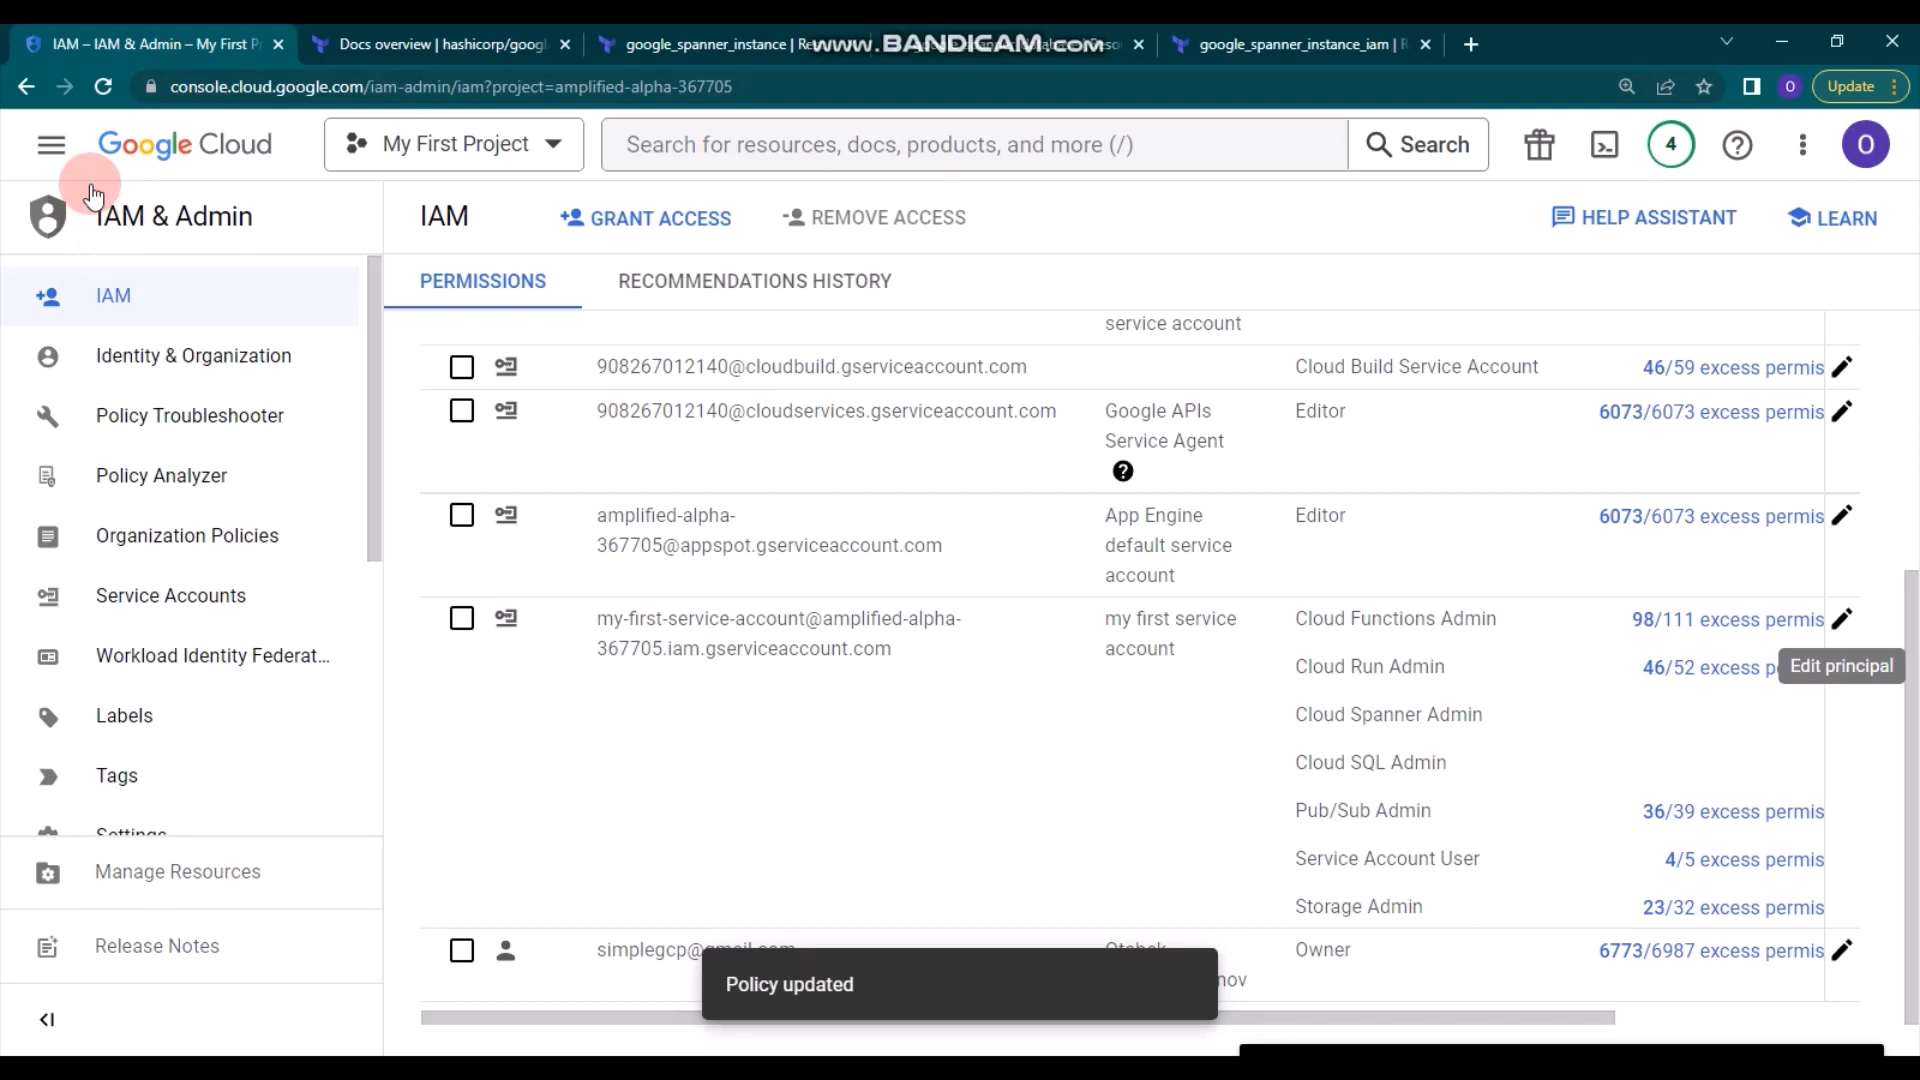 IAM – IAM & Admin – My First P
Docs overview | hashicorp/googl
google_spanner_instance | Re
www.BANDICAM.com
google_spanner_instance_iam | R
console.cloud.google.com/iam-admin/iam?project=amplified-alpha-367705
O
Update
Google Cloud
My First Project
Search for resources, docs, products, and more (/)
Search
4
O
IAM & Admin
IAM
GRANT ACCESS
REMOVE ACCESS
HELP ASSISTANT
LEARN
IAM
Identity & Organization
Policy Troubleshooter
Policy Analyzer
Organization Policies
Service Accounts
Workload Identity Federat...
Labels
Tags
Settings
Manage Resources
Release Notes
PERMISSIONS
RECOMMENDATIONS HISTORY
service account
908267012140@cloudbuild.gserviceaccount.com
Cloud Build Service Account
46/59 excess permis
908267012140@cloudservices.gserviceaccount.com
Google APIs
Service Agent
Editor
6073/6073 excess permis
amplified-alpha-
367705@appspot.gserviceaccount.com
App Engine
default service
account
Editor
6073/6073 excess permis
my-first-service-account@amplified-alpha-
367705.iam.gserviceaccount.com
my first service
account
Cloud Functions Admin
98/111 excess permis
Cloud Run Admin
46/52 excess p
Edit principal
Cloud Spanner Admin
Cloud SQL Admin
Pub/Sub Admin
36/39 excess permis
Service Account User
4/5 excess permis
Storage Admin
23/32 excess permis
simplegcp@gmail.com
nov
Owner
6773/6987 excess permis
Policy updated